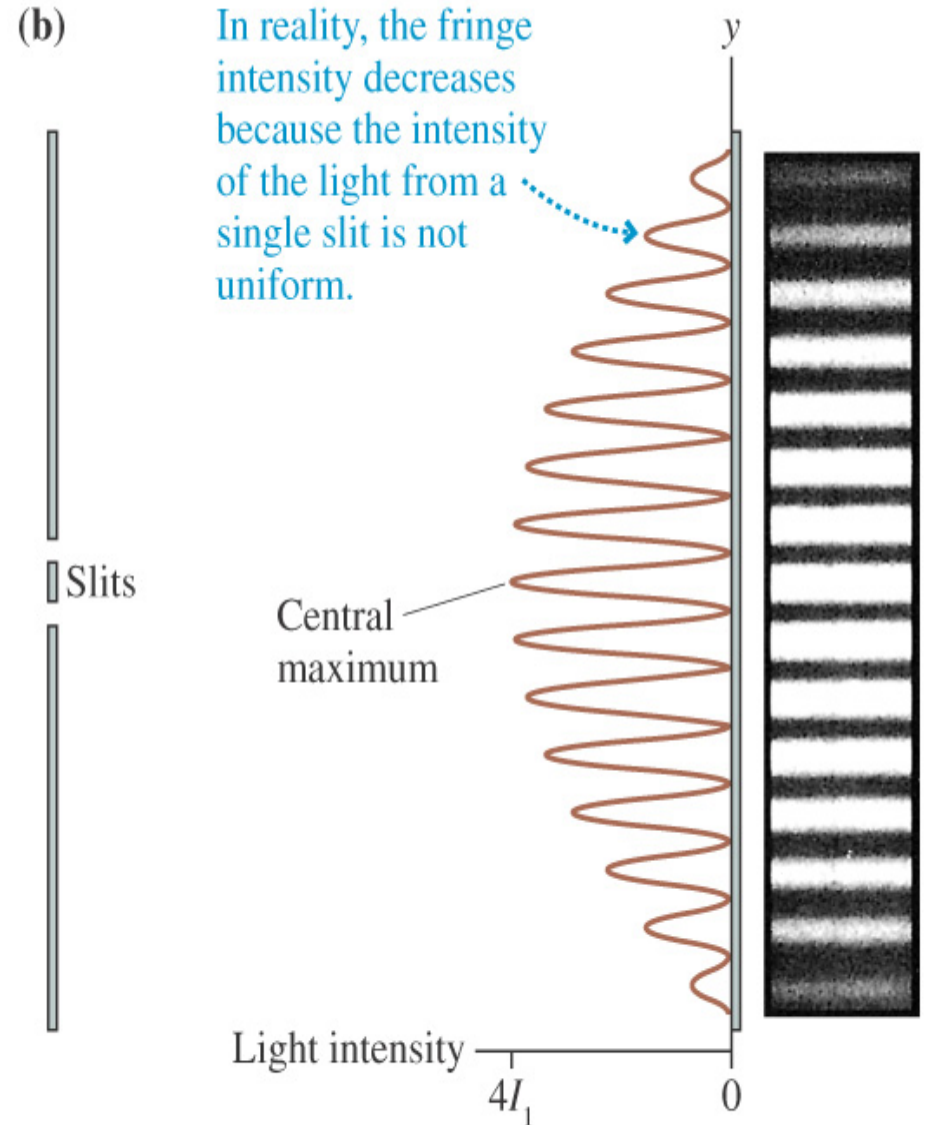 (b)
In reality, the fringe
intensity decreases
because the intensity
of the light from a
single slit is not
uniform.
y
Slits
Central
maximum
Light intensity
4I₁
0